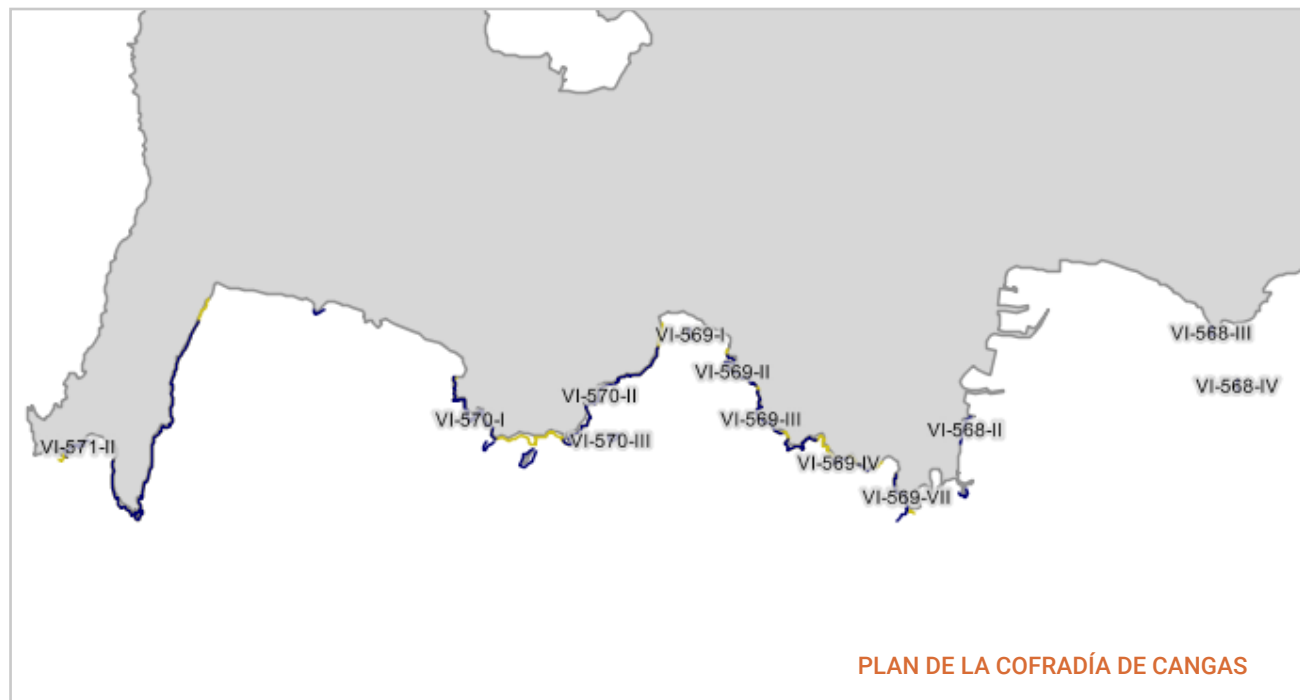 VI-568-III
VI-569-I
VI-569-II
VI-568-IV
VI-570-II
VI-570-I
VI-569-III
VI-568-II
VI-570-III
VI-571-II
VI-569-IV
VI-569-VII
PLAN DE LA COFRADÍA DE CANGAS